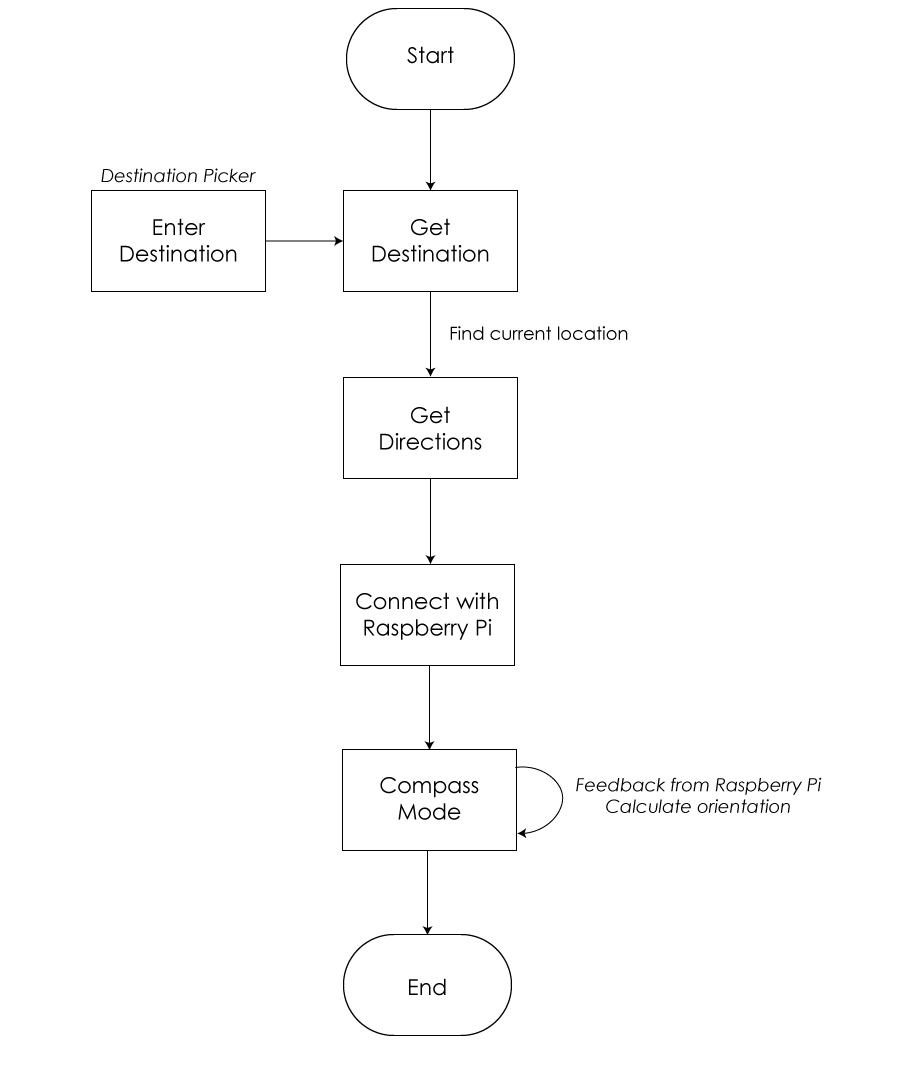 Start
Destination Picker
Enter
Destination
Get
Destination
Find current location
Get
Directions
Connect with
Raspberry Pi
Compass
Mode
Feedback from Raspberry Pi
Calculate orientation
End